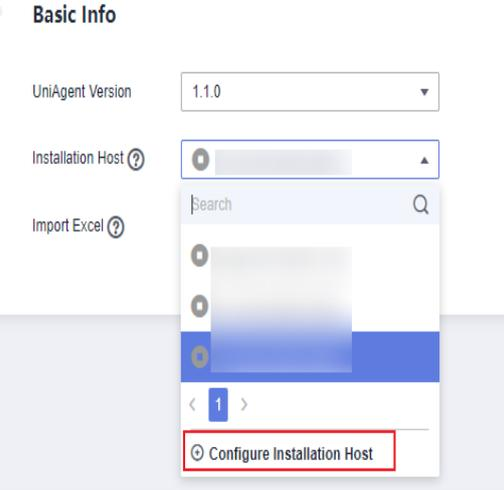 Basic Info
UniAgent Version
1.1.0
Installation Host
Import Excel
Search
1
Configure Installation Host